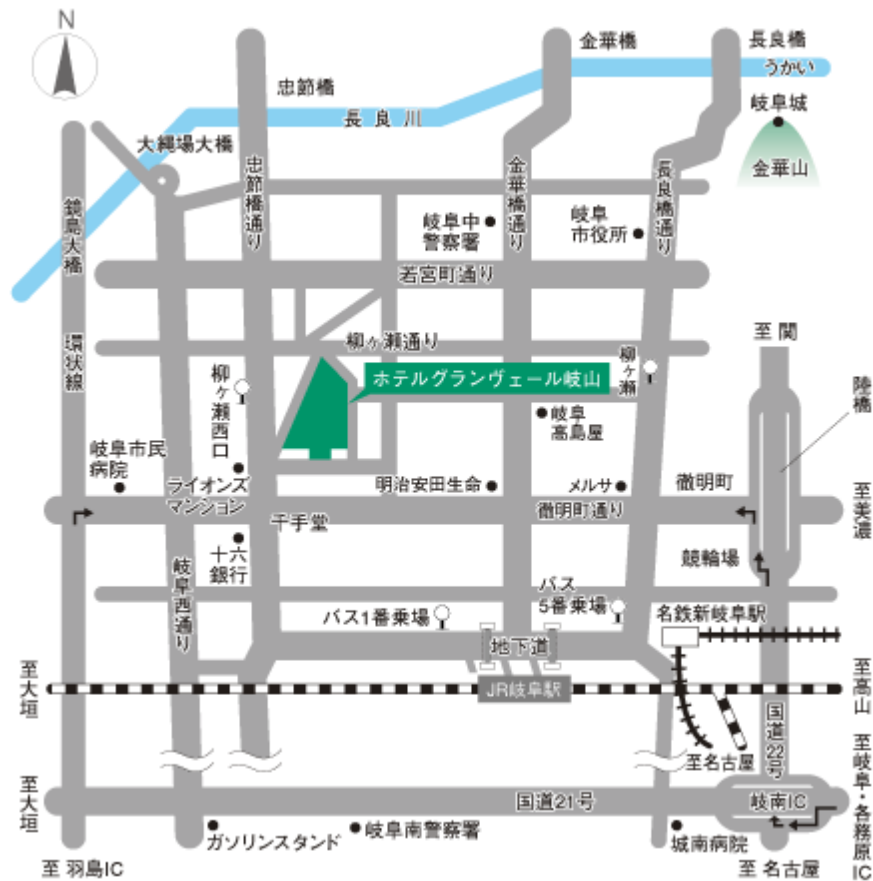 N
金華橋
長良橋
うかい
忠節橋
長良川
岐阜城
金華山
大縄場大橋
鏡島大橋
忠節橋通り
金華橋通り
長良橋通り
岐阜中
警察署
岐阜
市役所
若宮町通り
環状線
柳ヶ瀬通り
至 関
柳ヶ瀬
柳ヶ瀬西口
ホテルグランヴェール岐山
陸橋
岐阜
高島屋
岐阜市民
病院
ライオンズ
マンション
明治安田生命
メルサ
徹明町
至美濃
千手堂
徹明町通り
十六
銀行
競輪場
岐阜西通り
バス1番乗場
バス
5番乗場
名鉄新岐阜駅
地下道
至大垣
JR岐阜駅
至高山
国道22号
至名古屋
至岐阜・各務原IC
至大垣
国道21号
岐南IC
ガソリンスタンド
岐阜南警察署
城南病院
至 羽島IC
至 名古屋